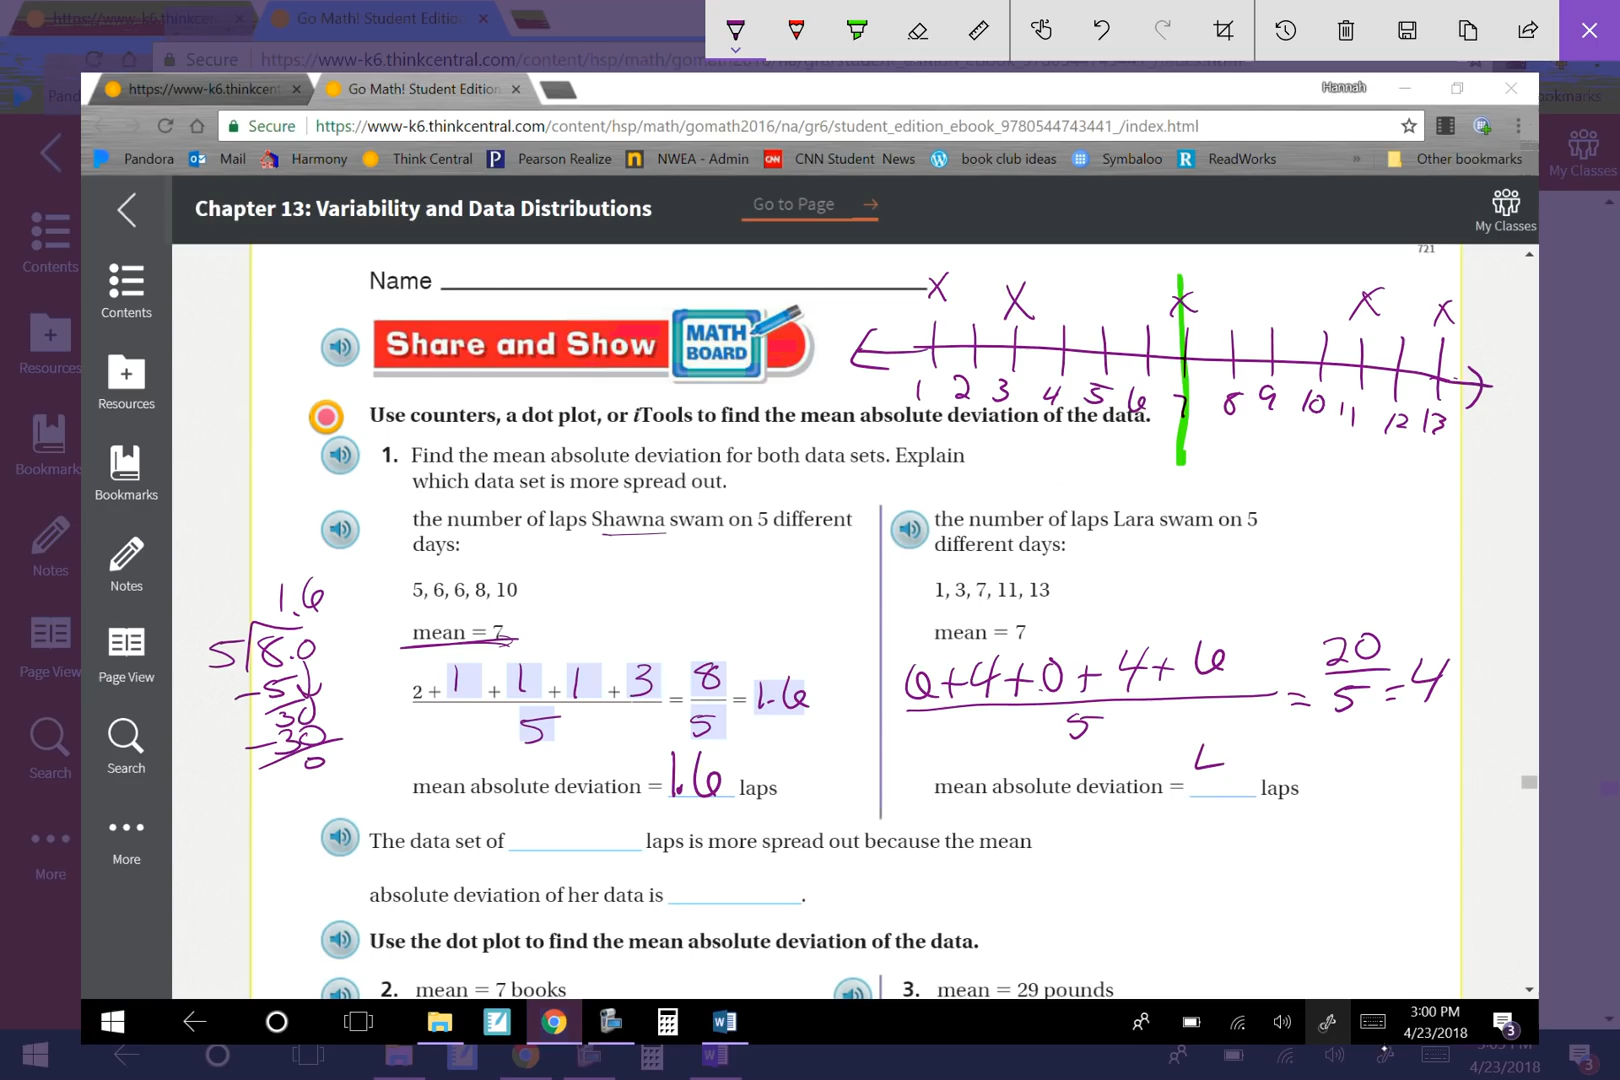 https://www-k6.thinkcent
Go Math! Student Edition
Hannah
Secure
https://www-k6.thinkcentral.com/content/hsp/math/gomath2016/na/gr6/student_edition_ebook_9780544743441_/index.html
Pandora Mail Harmony Think Central Pearson Realize NWEA - Admin CNN Student News book club ideas Symbaloo ReadWorks » Other bookmarks
Chapter 13: Variability and Data Distributions
Go to Page
My Classes
Contents
Resources
Bookmarks
Notes
Page View
Search
More
721
Name
x x x x x
Share and Show
MATH BOARD
1 2 3 4 5 6 7 8 9 10 11 12 13
Use counters, a dot plot, or iTools to find the mean absolute deviation of the data.
1. Find the mean absolute deviation for both data sets. Explain
which data set is more spread out.
the number of laps Shawna swam on 5 different
days:
5, 6, 6, 8, 10
mean = 7
2 + 1 + 1 + 1 + 3 = 8 = 1.6
5 5
mean absolute deviation = 1.6 laps
1.6
5 8.0
-5
30
-30
0
the number of laps Lara swam on 5
different days:
1, 3, 7, 11, 13
mean = 7
6+4+0+4+6 = 20 = 4
5 5
mean absolute deviation = laps
The data set of laps is more spread out because the mean
absolute deviation of her data is .
Use the dot plot to find the mean absolute deviation of the data.
2. mean = 7 books
3. mean = 29 pounds
3:00 PM
4/23/2018
3